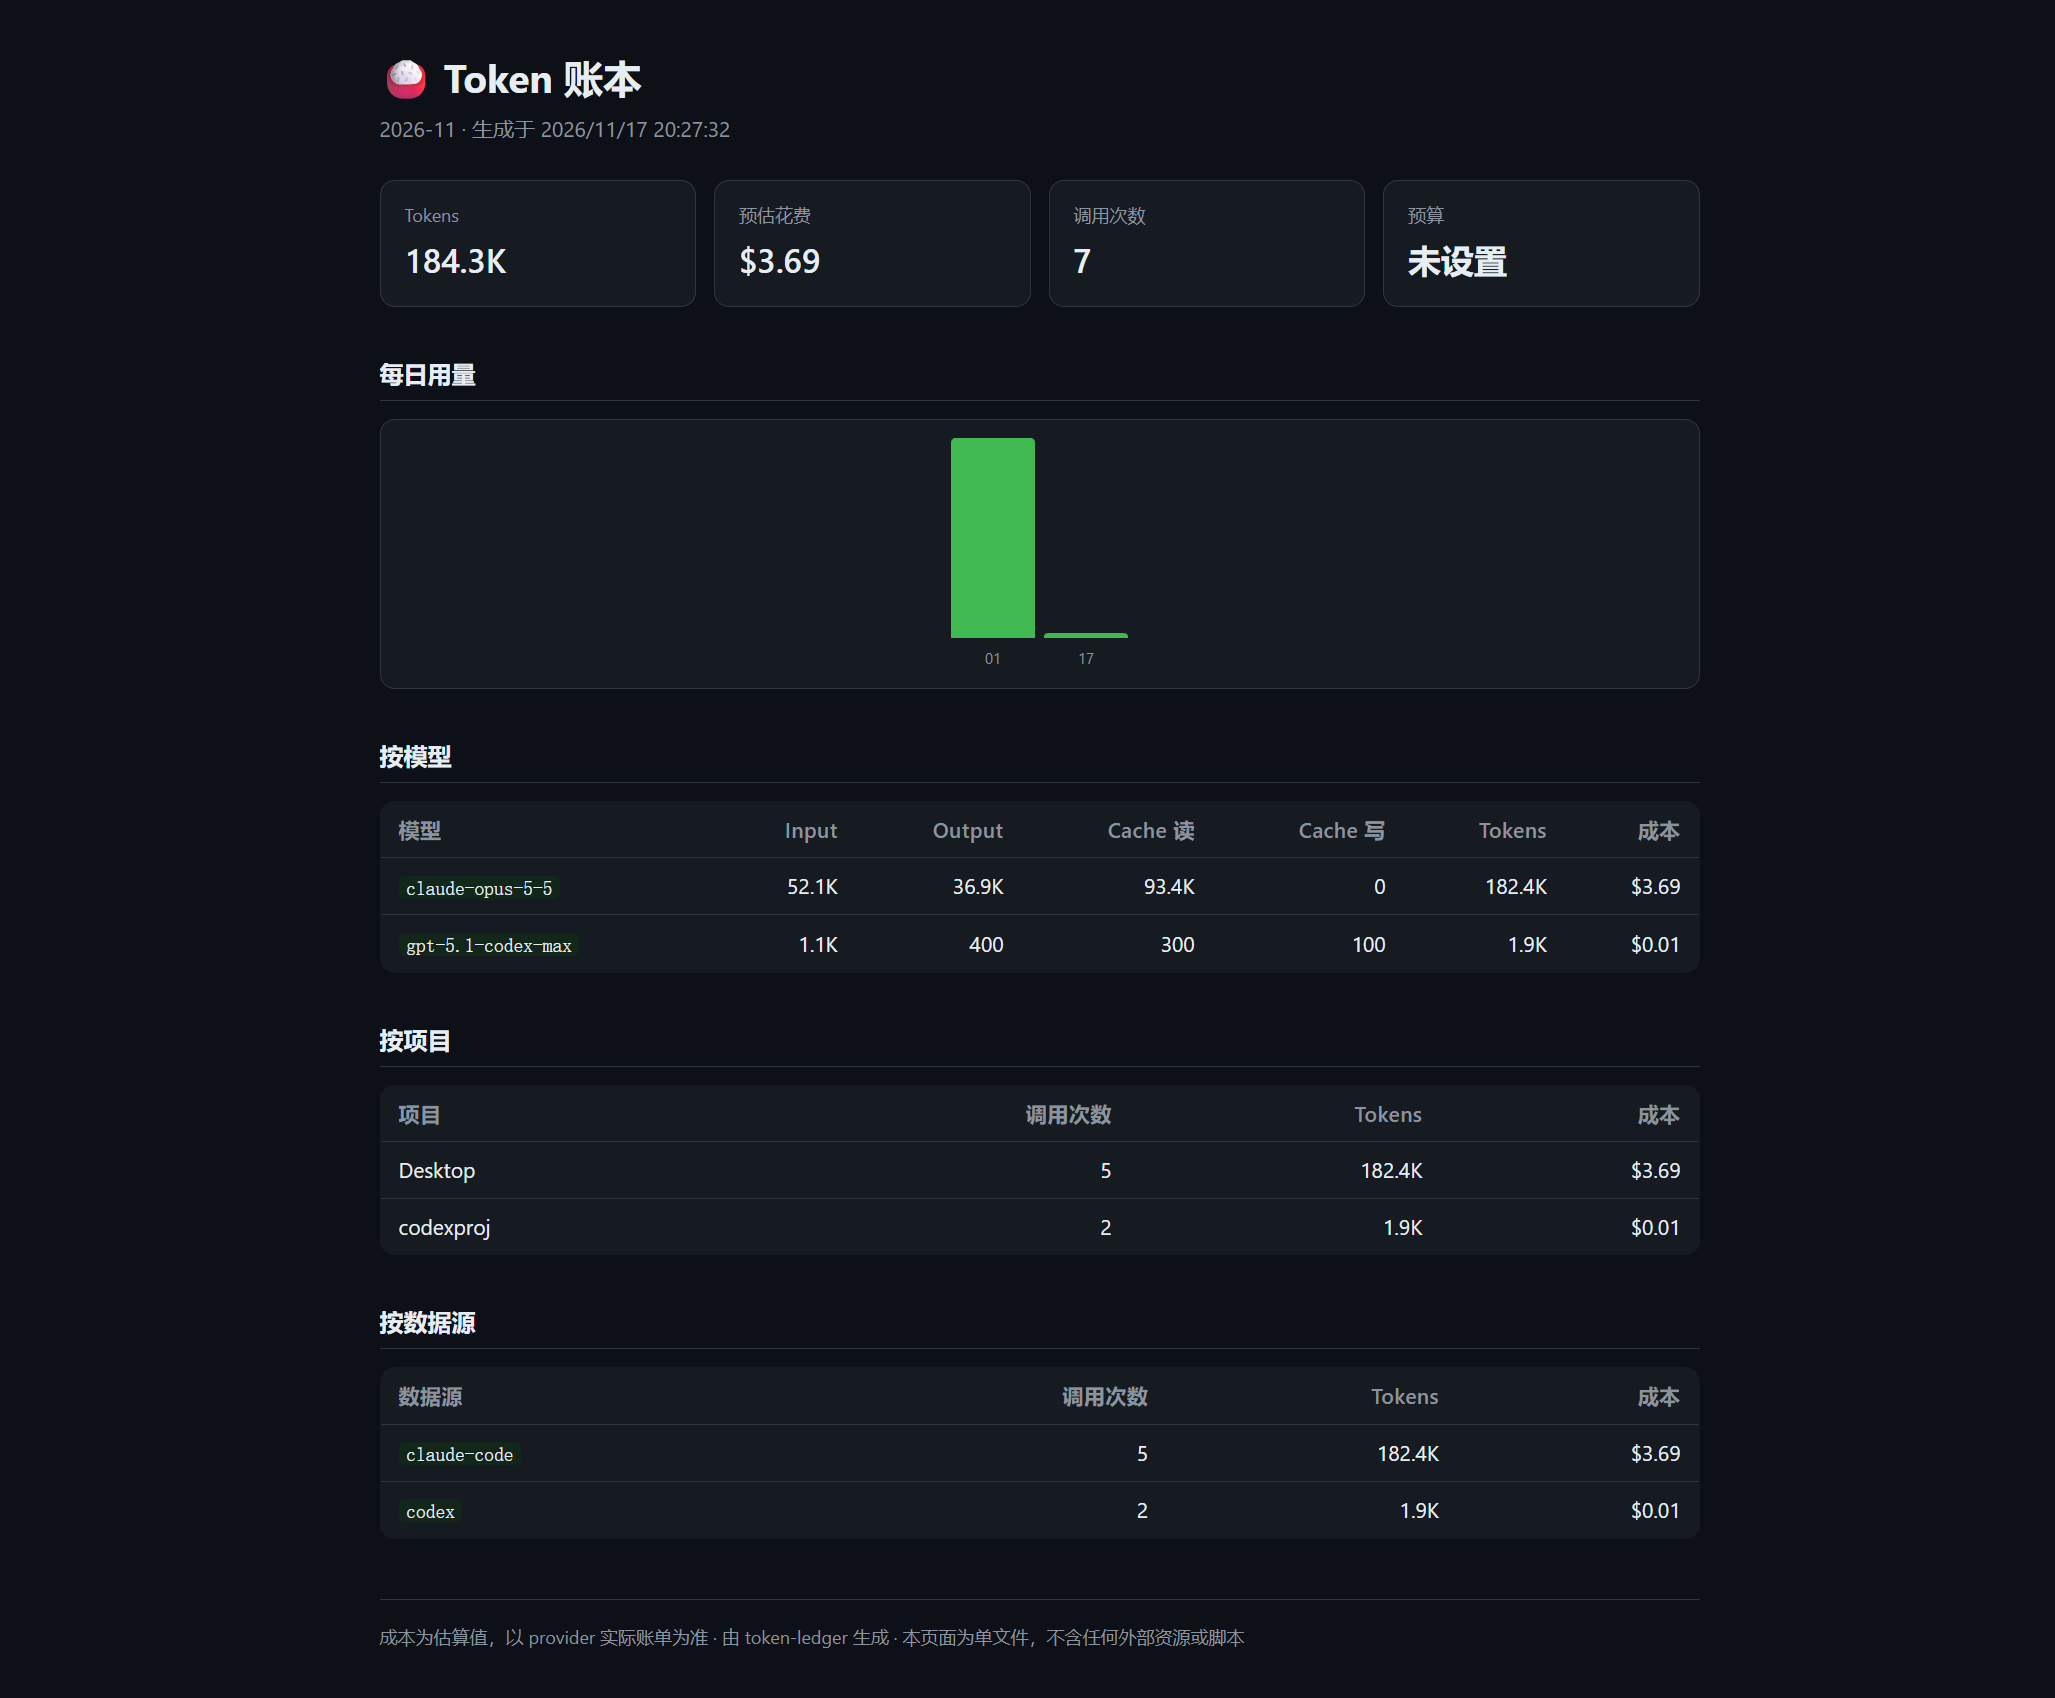 Token 账本
2026-11 · 生成于 2026/11/17 20:27:32
Tokens 预估花费 调用次数 预算
184.3K $3.69 7 未设置
每日用量
01 17
按模型
模型 Input Output Cache 读 Cache 写 Tokens 成本
claude-opus-5-5 52.1K 36.9K 93.4K 0 182.4K $3.69
gpt-5.1-codex-max 1.1K 400 300 100 1.9K $0.01
按项目
项目 调用次数 Tokens 成本
Desktop 5 182.4K $3.69
codexproj 2 1.9K $0.01
按数据源
数据源 调用次数 Tokens 成本
claude-code 5 182.4K $3.69
codex 2 1.9K $0.01
成本为估算值，以 provider 实际账单为准 · 由 token-ledger 生成 · 本页面为单文件，不含任何外部资源或脚本